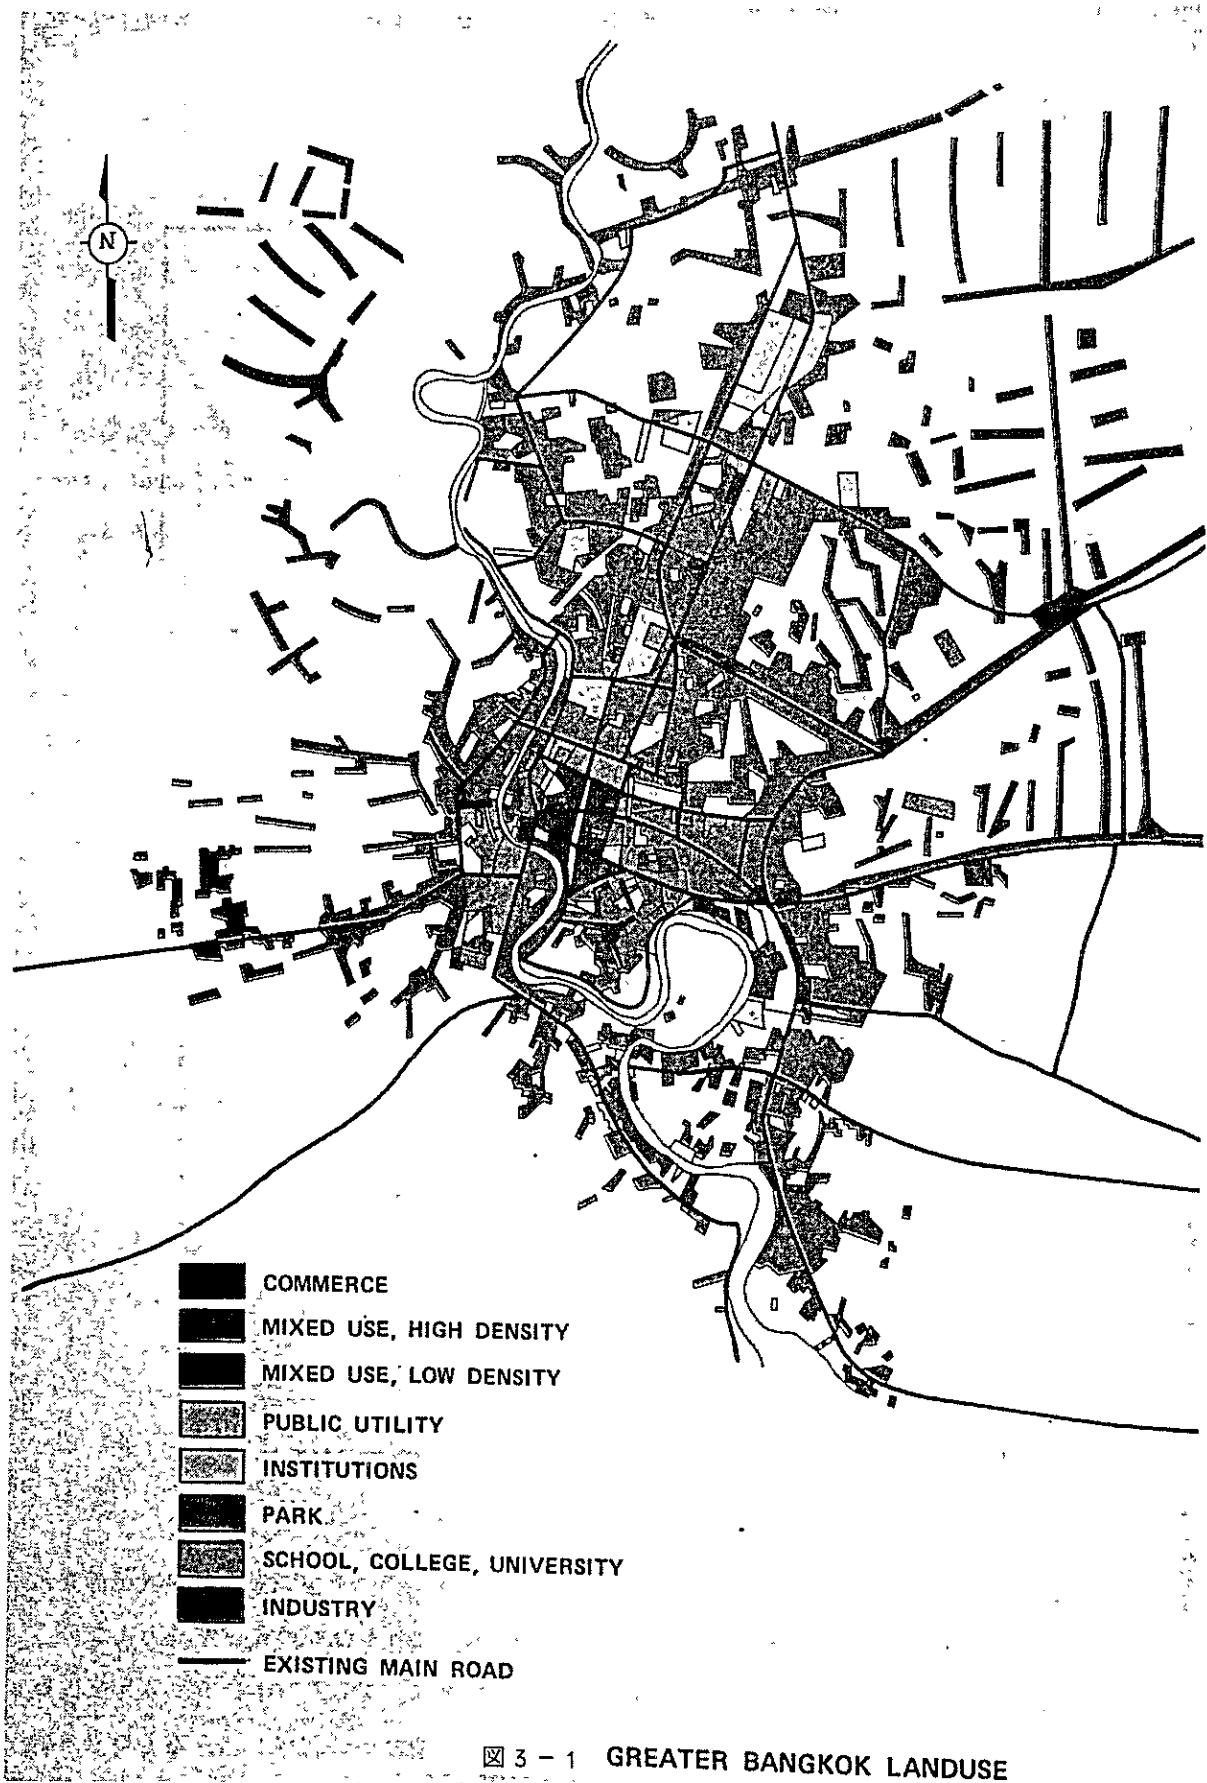 N
COMMERCE
MIXED USE, HIGH DENSITY
MIXED USE, LOW DENSITY
PUBLIC UTILITY
INSTITUTIONS
PARK
SCHOOL, COLLEGE, UNIVERSITY
INDUSTRY
EXISTING MAIN ROAD
図 3 - 1 GREATER BANGKOK LANDUSE